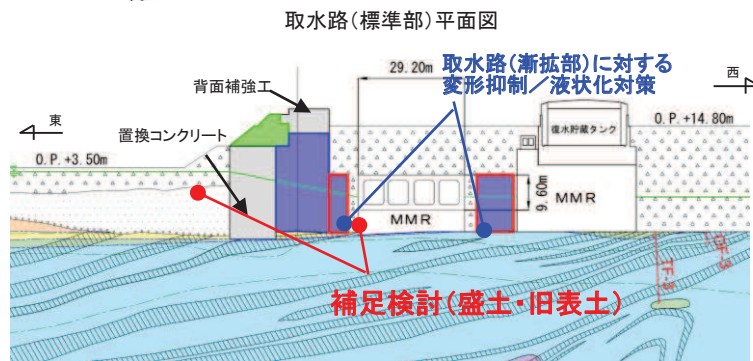 取水路(標準部)平面図
29.20m
取水路(漸拡部)に対する
変形抑制／液状化対策
西
背面補強工
東
置換コンクリート
復水貯蔵タンク
O.P.+14.80m
O.P.+3.50m
MMR
9.60m
MMR
TF-3
補足検討(盛土・旧表土)